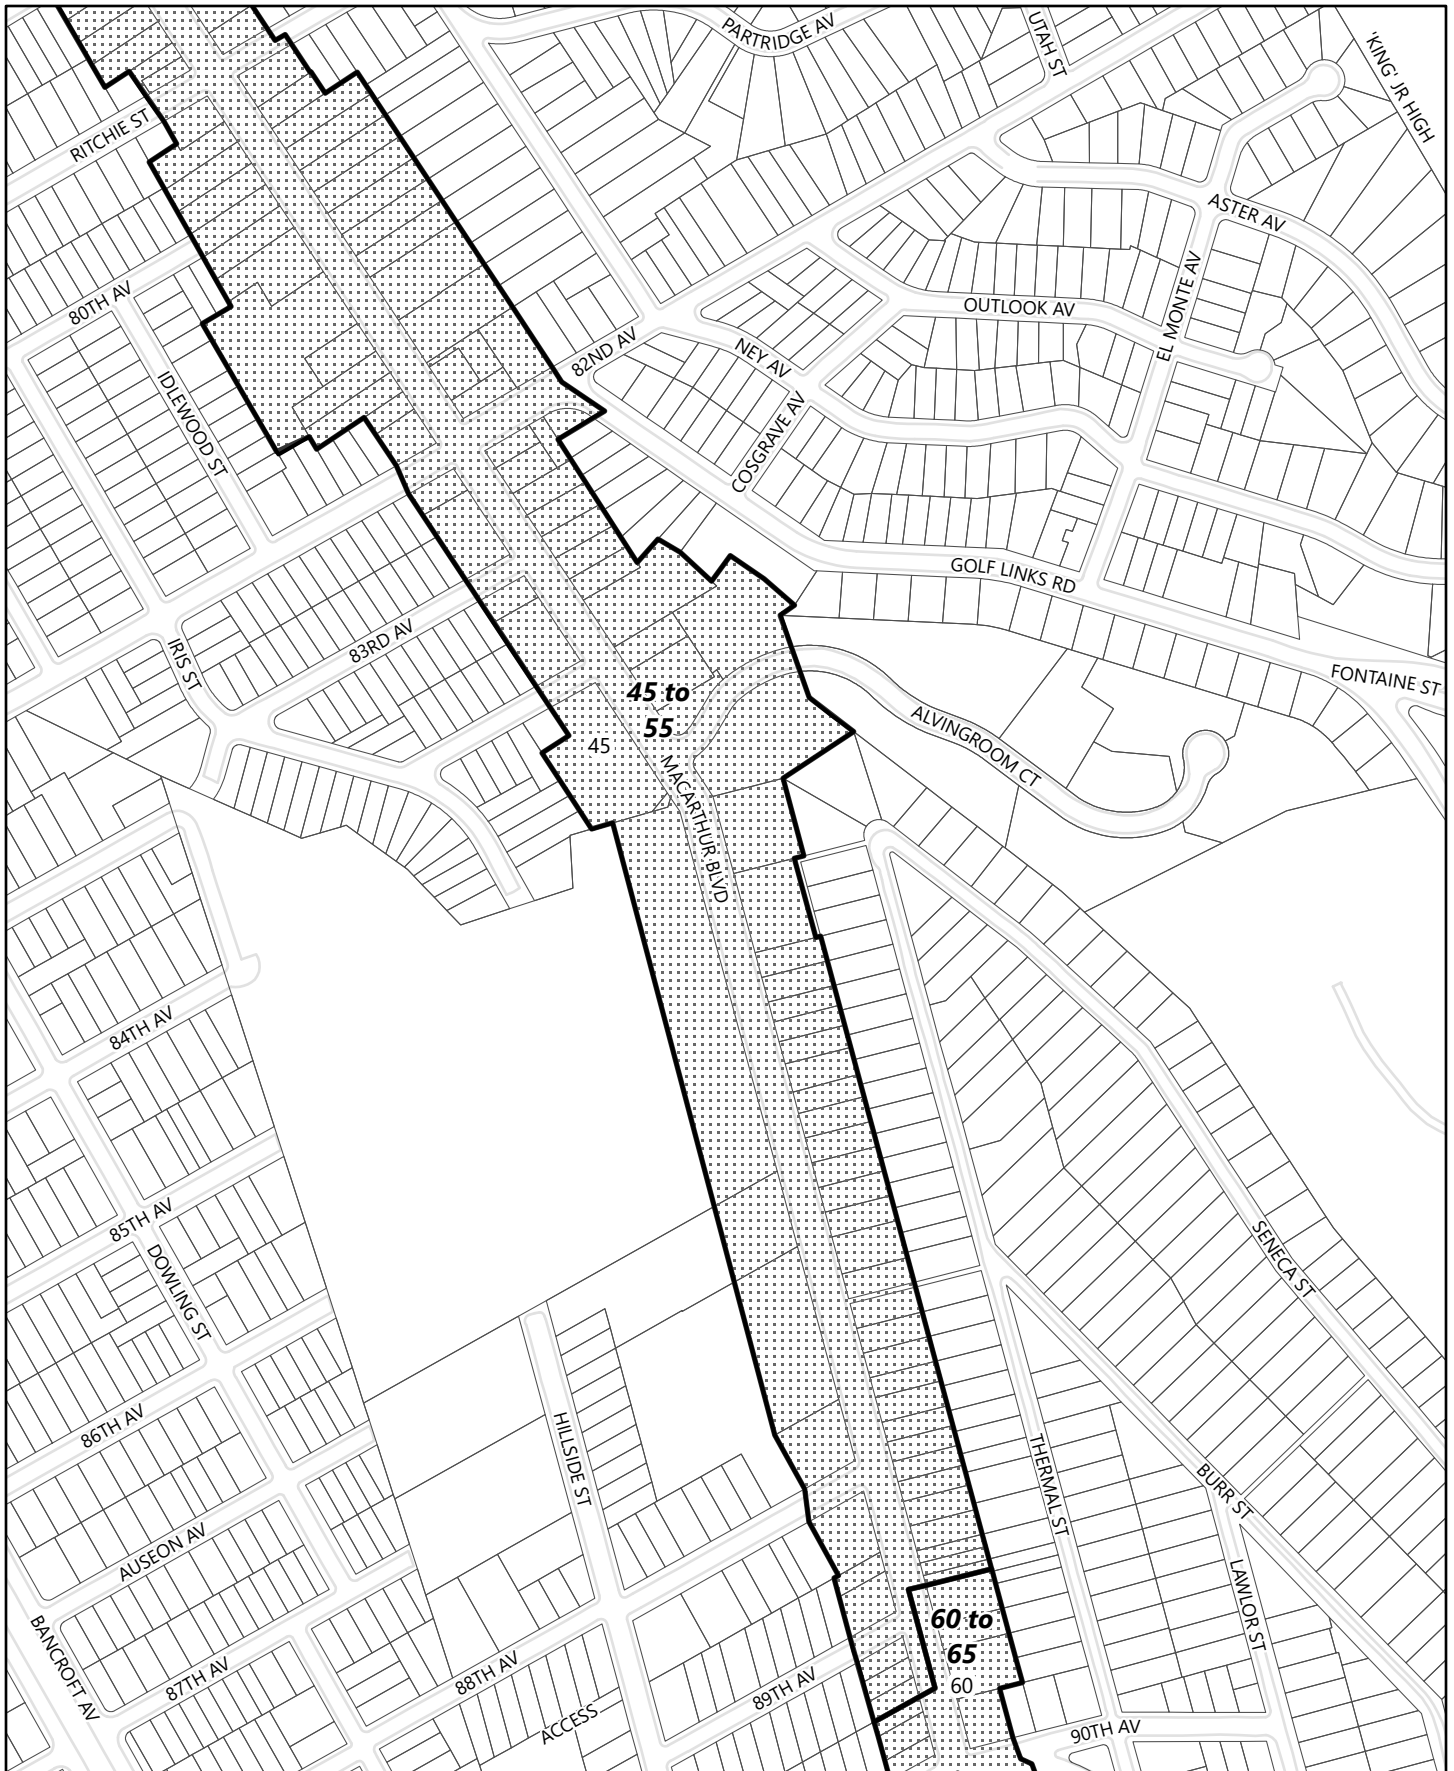 PARTRIDGE AV
UTAH ST
'KING' JR HIGH
RITCHIE ST
ASTER AV
80TH AV
EL MONTE AV
OUTLOOK AV
82ND AV
NEY AV
IDLEWOOD ST
COSGRAVE AV
GOLF LINKS RD
83RD AV
IRIS ST
FONTAINE ST
45 to
55
45
ALVINGROOM CT
MACARTHUR BLVD
84TH AV
85TH AV
DOWLING ST
SENECA ST
86TH AV
HILLSIDE ST
THERMAL ST
BURR ST
AUSEON AV
LAWLOR ST
BANCROFT AV
60 to
65
60
87TH AV
88TH AV
89TH AV
ACCESS
90TH AV